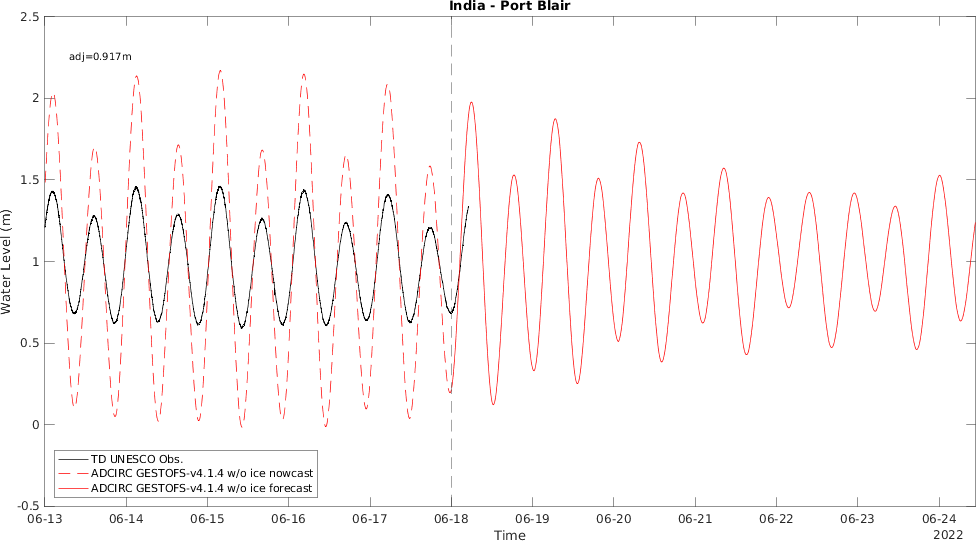 India - Port Blair
adj=0.917m
Water Level (m)
2.5
2
1.5
1
0.5
0
-0.5
TD UNESCO Obs.
ADCIRC GESTOFS-v4.1.4 w/o ice nowcast
ADCIRC GESTOFS-v4.1.4 w/o ice forecast
06-13 06-14 06-15 06-16 06-17 06-18 06-19 06-20 06-21 06-22 06-23 06-24
Time
2022